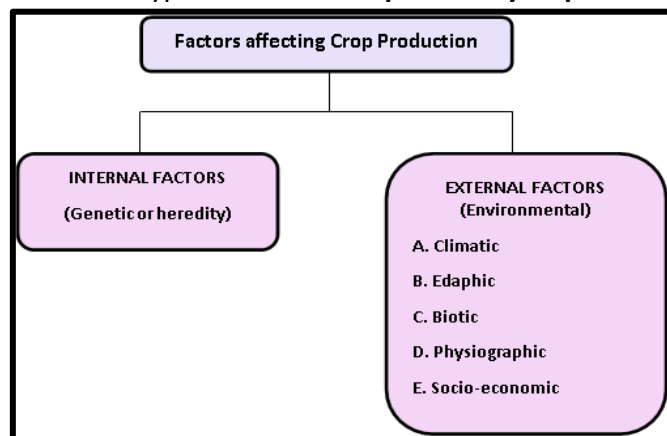 Factors affecting Crop Production
INTERNAL FACTORS
(Genetic or heredity)
EXTERNAL FACTORS
(Environmental)
A. Climatic
B. Edaphic
C. Biotic
D. Physiographic
E. Socio-economic